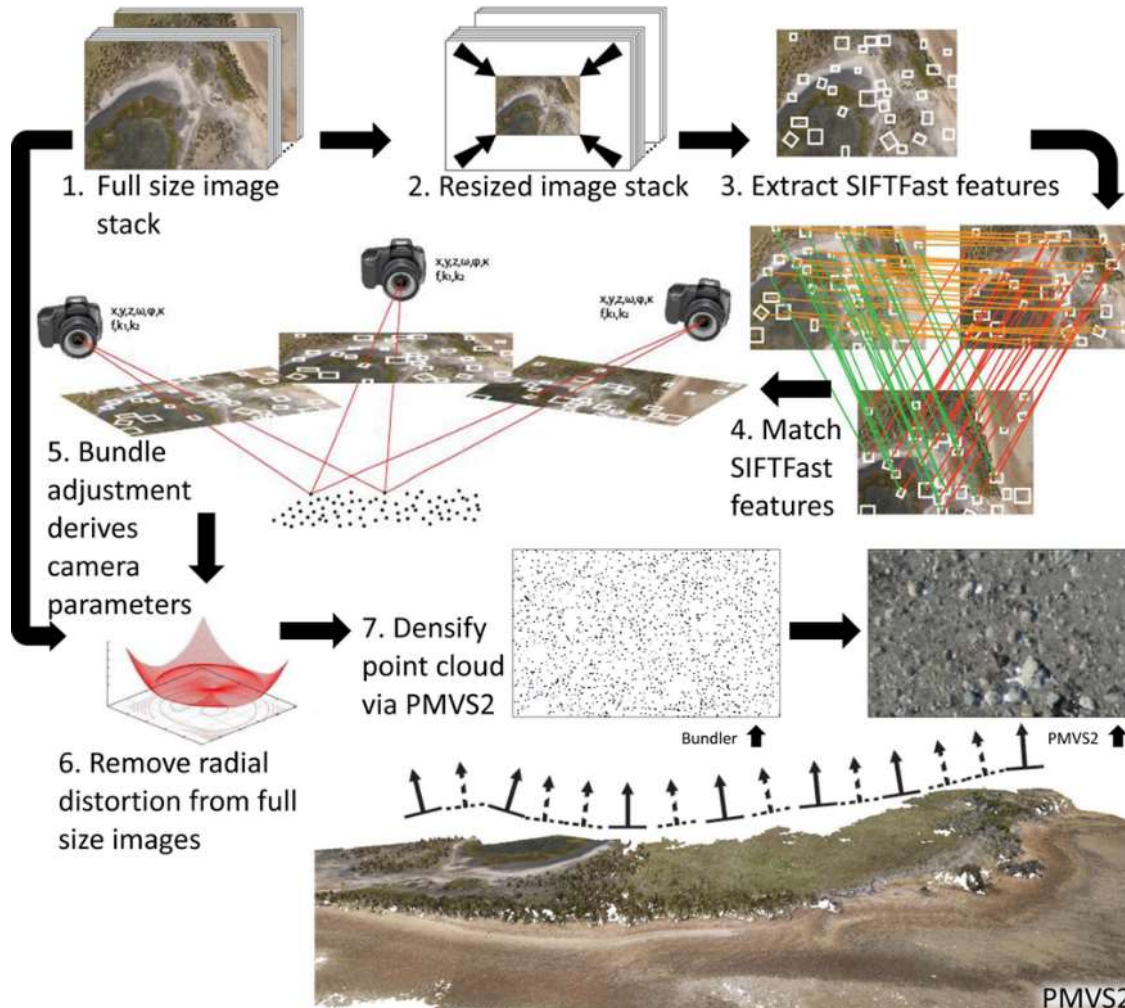 1. Full size image
stack
2. Resized image stack
3. Extract SIFTFast features
x,y,z,ω,φ,κ
f,k₁,k₂
x,y,z,ω,φ,κ
f,k₁,k₂
x,y,z,ω,φ,κ
f,k₁,k₂
4. Match
SIFTFast
features
5. Bundle
adjustment
derives
camera
parameters
6. Remove radial
distortion from full
size images
7. Densify
point cloud
via PMVS2
Bundler
PMVS2
PMVS2